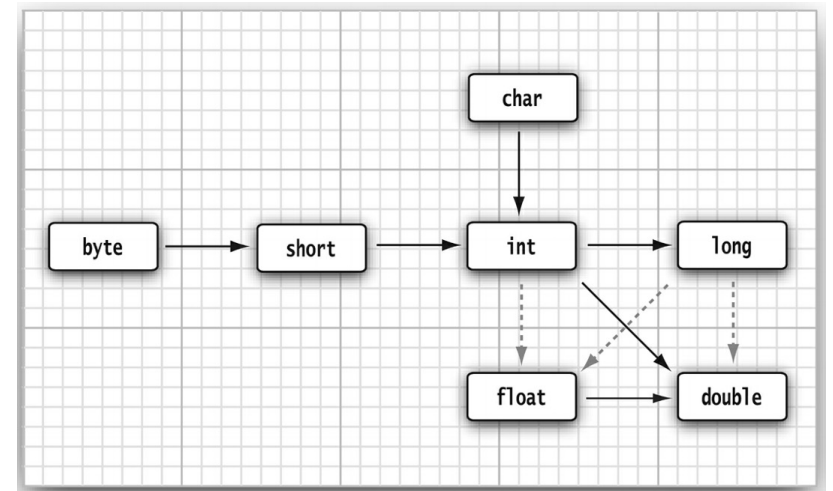 char
byte
short
int
long
float
double